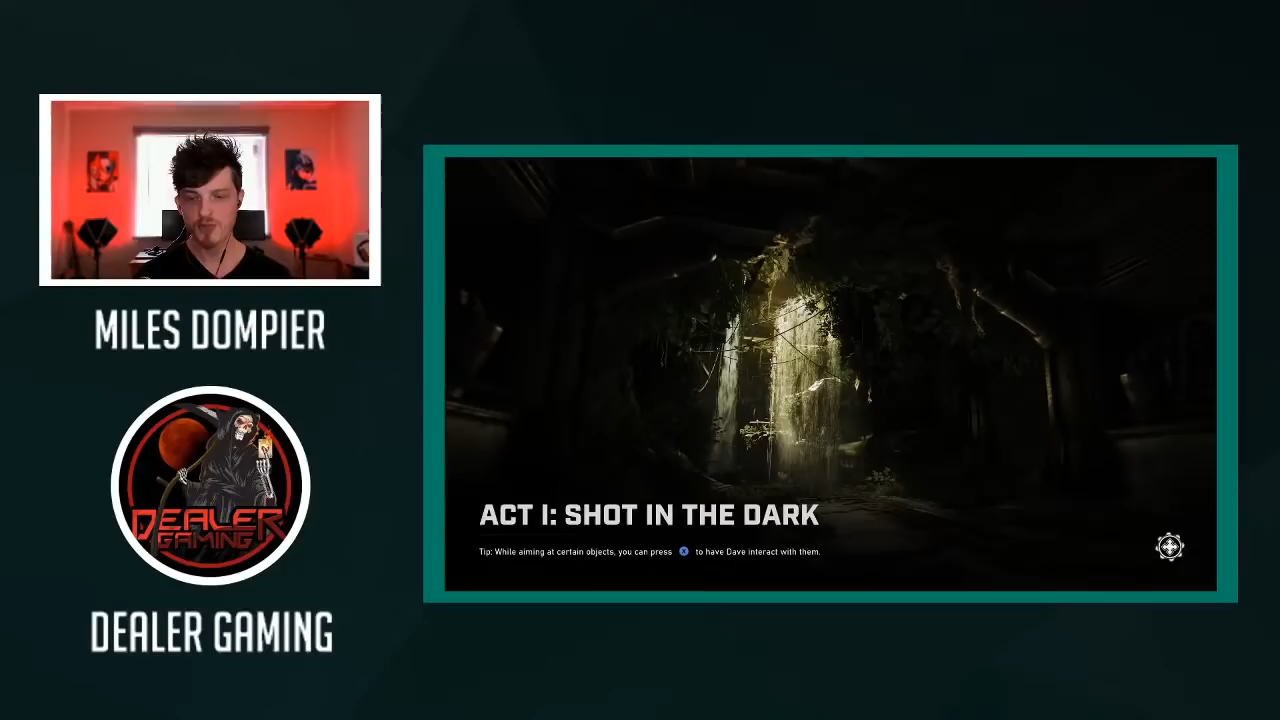 MILES DOMPIER
DEALER
GAMING
DEALER GAMING
ACT I: SHOT IN THE DARK
Tip: While aiming at certain objects, you can press X to have Dave interact with them.